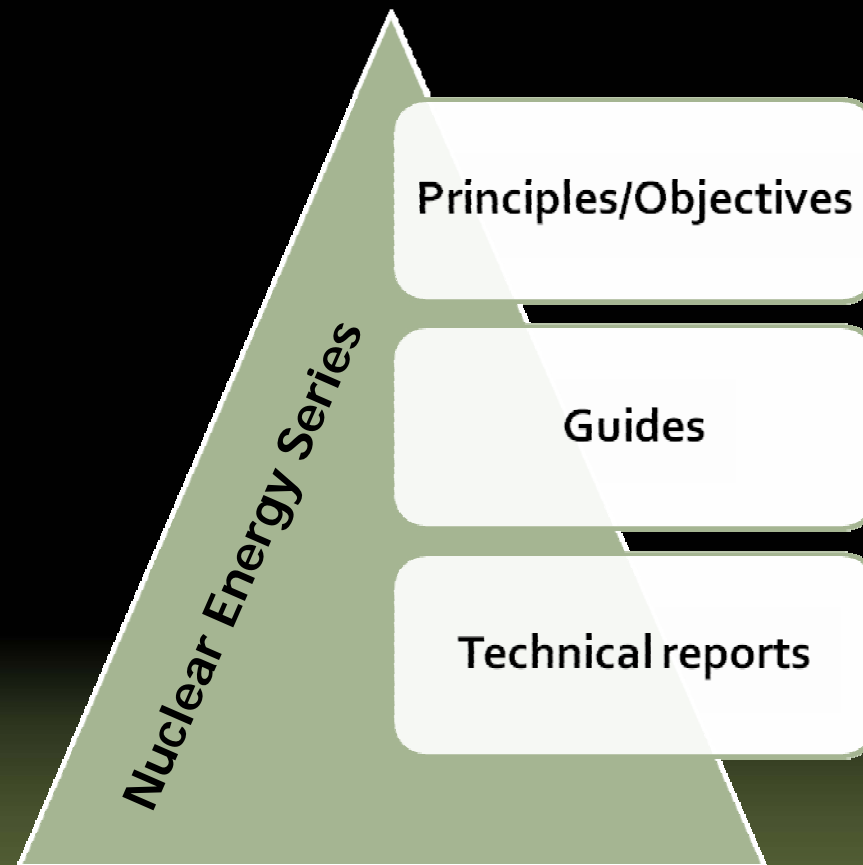 Principles/Objectives
Guides
Technical reports
Nuclear Energy Series